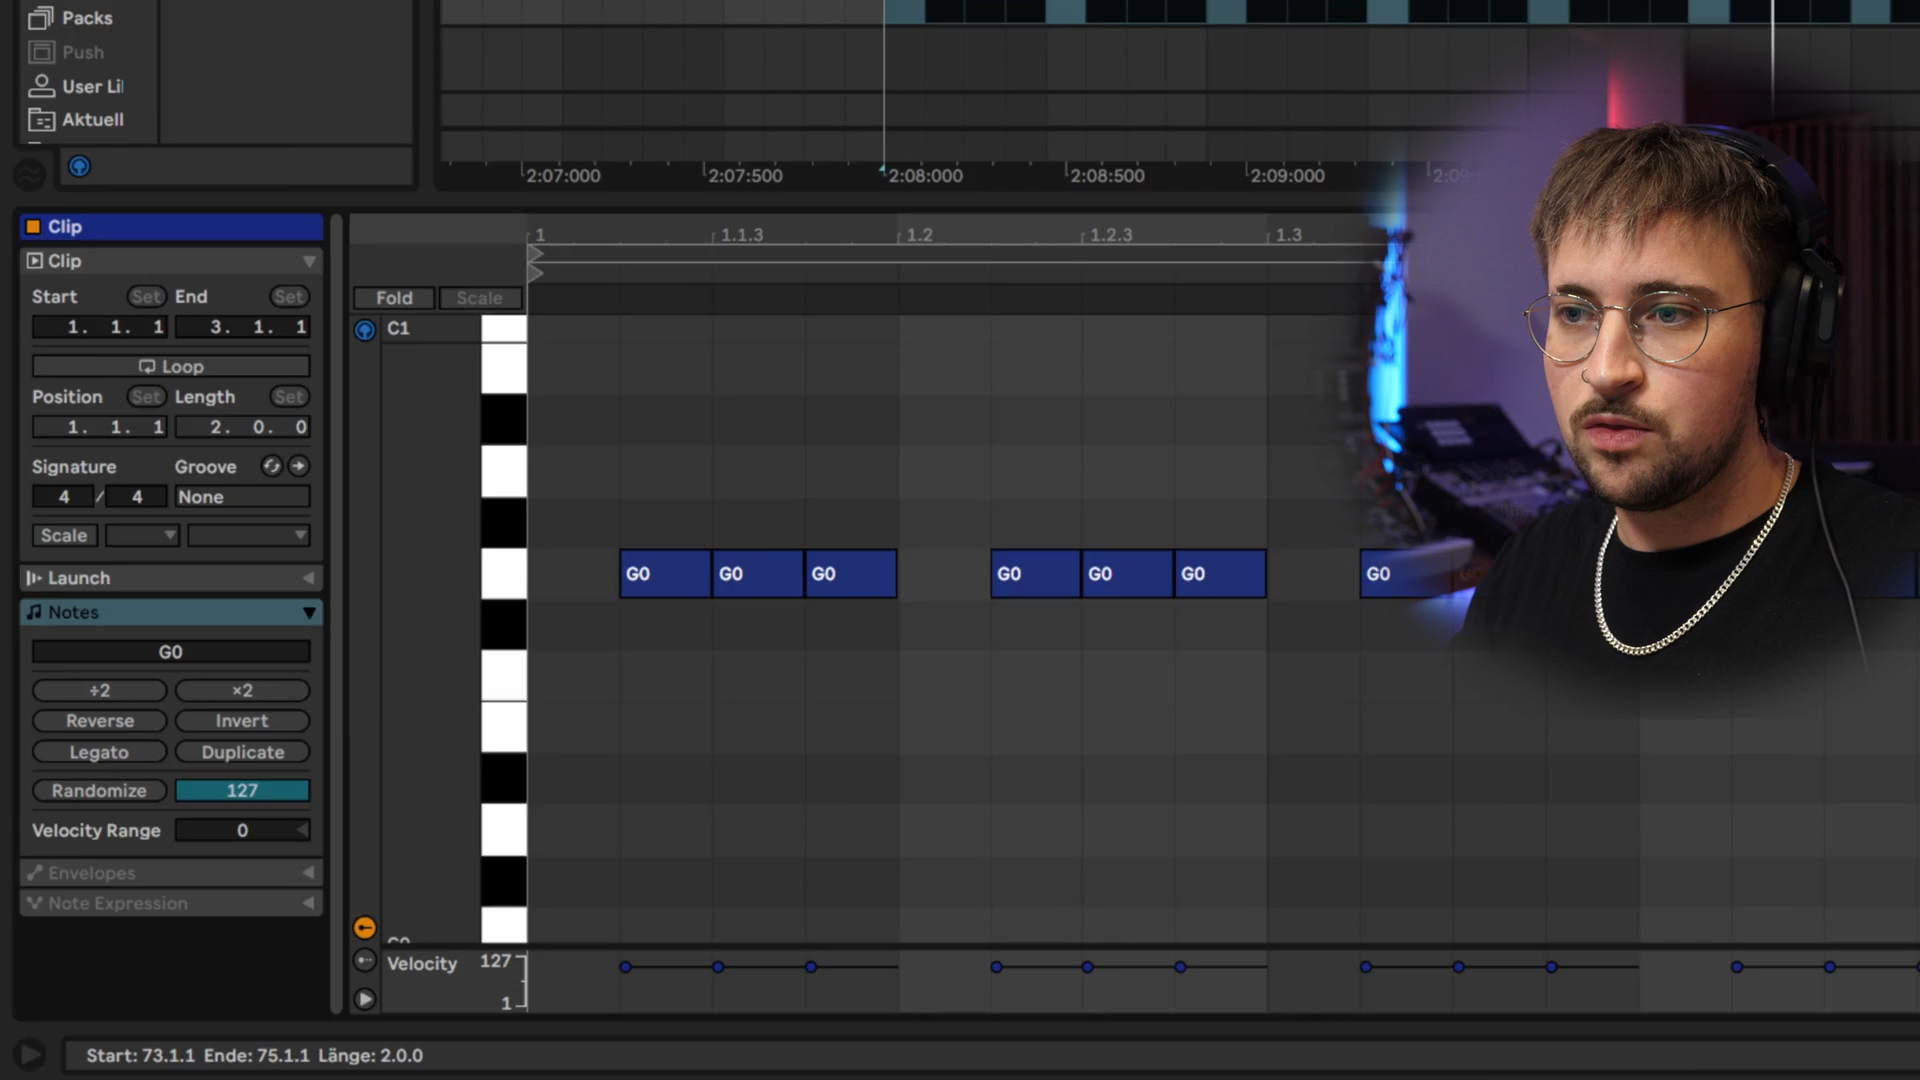 Packs
Push
User Li
Aktuell
2:07:000 2:07:500 2:08:000 2:08:500 2:09:000
Clip
Clip
Start Set End Set
1. 1. 1 3. 1. 1
Loop
Position Set Length Set
1. 1. 1 2. 0. 0
Signature Groove
4 / 4 None
Scale
Launch
Notes
G0
÷2 ×2
Reverse Invert
Legato Duplicate
Randomize 127
Velocity Range 0
Envelopes
Note Expression
1 1.1.3 1.2 1.2.3 1.3
Fold Scale
C1
G0 G0 G0 G0 G0 G0 G0
Velocity 127
1
Start: 73.1.1 Ende: 75.1.1 Länge: 2.0.0